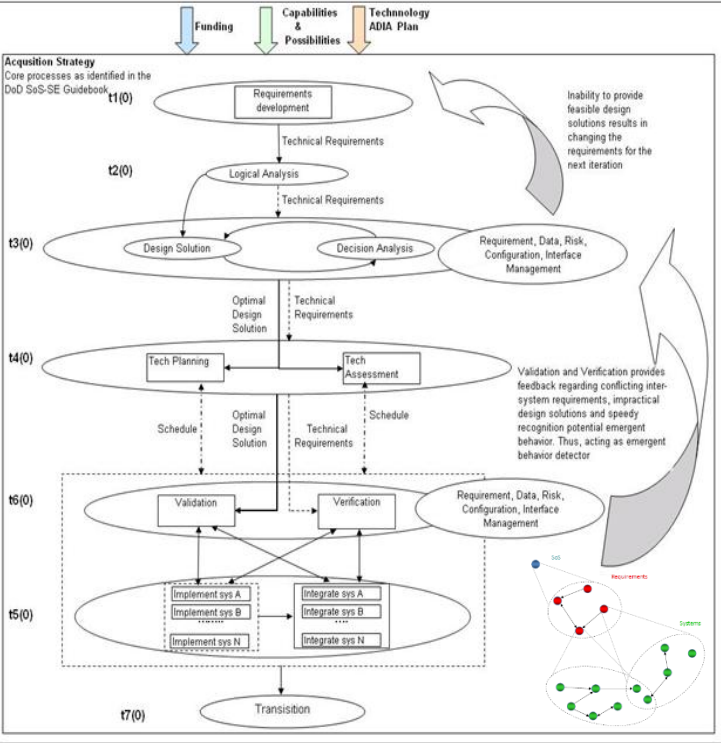 Funding
Capabilities
&
Possibilities
Technnology
ADIA Plan
Acqusition Strategy
Core processes as identified in the
DoD SoS-SE Guidebook
t1(0)
Requirements
development
Inability to provide
feasible design
solutions results in
changing the
requirements for the
next iteration
Technical Requirements
t2(0)
Logical Analysis
Technical Requirements
t3(0)
Design Solution
Decision Analysis
Requirement, Data, Risk,
Configuration, Interface
Management
Optimal
Design
Solution
Technical
Requirements
t4(0)
Tech Planning
Tech
Assessment
Validation and Verification provides
feedback regarding conflicting inter-
system requirements, impractical
design solutions and speedy
recognition potential emergent
behavior. Thus, acting as emergent
behavior detector
Schedule
Optimal
Design
Solution
Technical
Requirements
Schedule
t6(0)
Validation
Verification
Requirement, Data, Risk,
Configuration, Interface
Management
SoS
Requirements
Systems
t5(0)
Implement sys A
Implement sys B
........
Implement sys N
Integrate sys A
Integrate sys B
....
Integrate sys N
t7(0)
Transisition